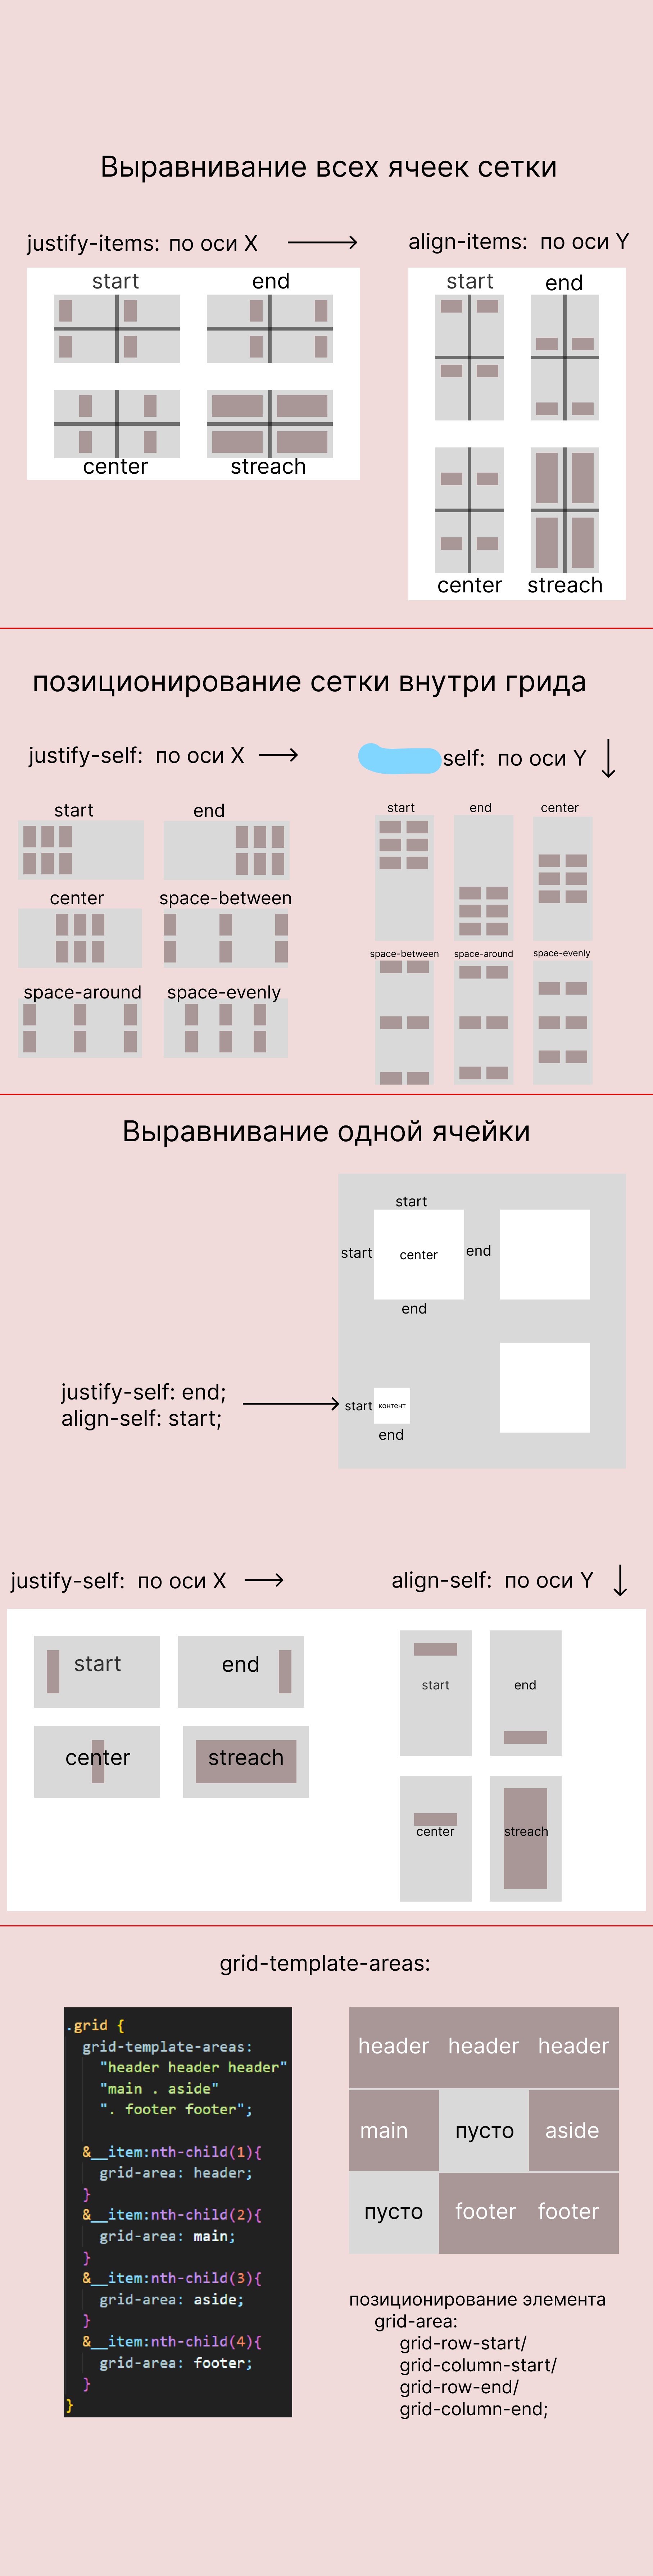 Выравнивание всех ячеек сетки
justify-items: по оси X
align-items: по оси Y
start
end
center
streach
start
end
center
streach
позиционирование сетки внутри грида
justify-self: по оси X
self: по оси Y
start
end
center
space-between
space-around
space-evenly
start
end
center
space-between
space-around
space-evenly
Выравнивание одной ячейки
start
start
center
end
end
justify-self: end;
align-self: start;
start
контент
end
justify-self: по оси X
align-self: по оси Y
start
end
center
streach
start
end
center
streach
grid-template-areas:
.grid {
grid-template-areas:
"header header header"
"main . aside"
". footer footer";
&__item:nth-child(1){
grid-area: header;
}
&__item:nth-child(2){
grid-area: main;
}
&__item:nth-child(3){
grid-area: aside;
}
&__item:nth-child(4){
grid-area: footer;
}
}
header header header
main пусто aside
пусто footer footer
позиционирование элемента
grid-area:
grid-row-start/
grid-column-start/
grid-row-end/
grid-column-end;